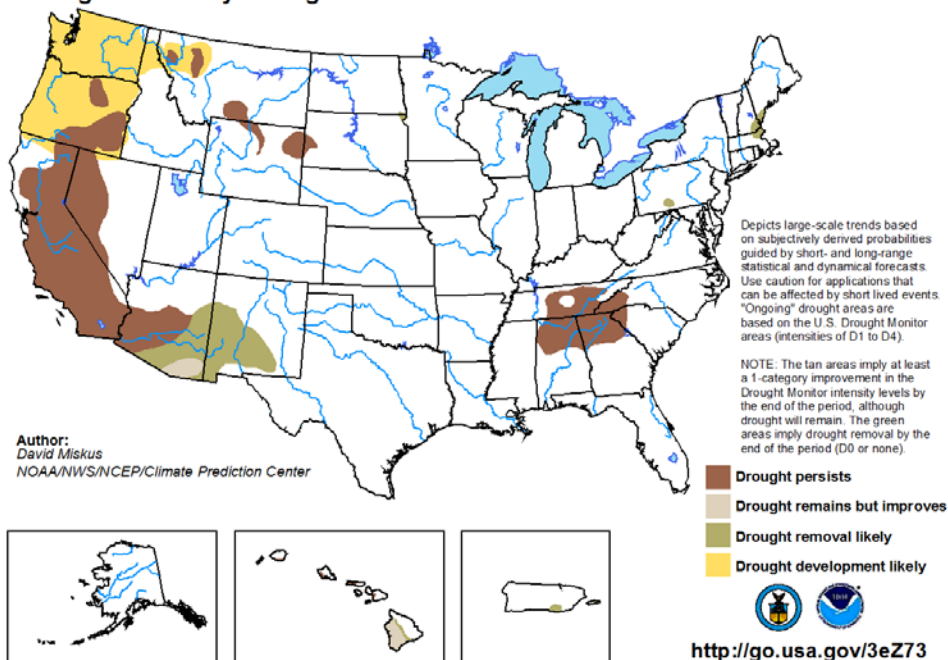 Depicts large-scale trends based
on subjectively derived probabilities
guided by short- and long-range
statistical and dynamical forecasts.
Use caution for applications that
can be affected by short lived events.
"Ongoing" drought areas are
based on the U.S. Drought Monitor
areas (intensities of D1 to D4).
NOTE: The tan areas imply at least
a 1-category improvement in the
Drought Monitor intensity levels by
the end of the period, although
drought will remain. The green
areas imply drought removal by the
end of the period (D0 or none).
Author:
David Miskus
NOAA/NWS/NCEP/Climate Prediction Center
Drought persists
Drought remains but improves
Drought removal likely
Drought development likely
http://go.usa.gov/3eZ73